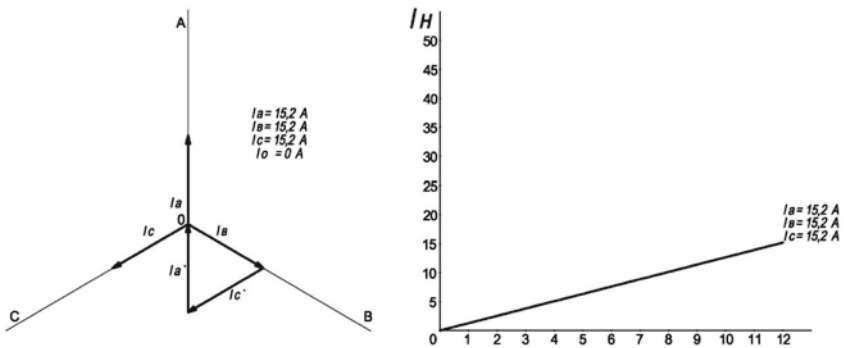 A
Ia= 15,2 A
Iв= 15,2 A
Ic= 15,2 A
Io = 0 A
Ia
0
Ic
Iв
Ia'
Ic'
C
B
Iн
50
55
45
40
35
30
25
20
15
10
5
Ia= 15,2 A
Iв= 15,2 A
Ic= 15,2 A
0 1 2 3 4 5 6 7 8 9 10 11 12